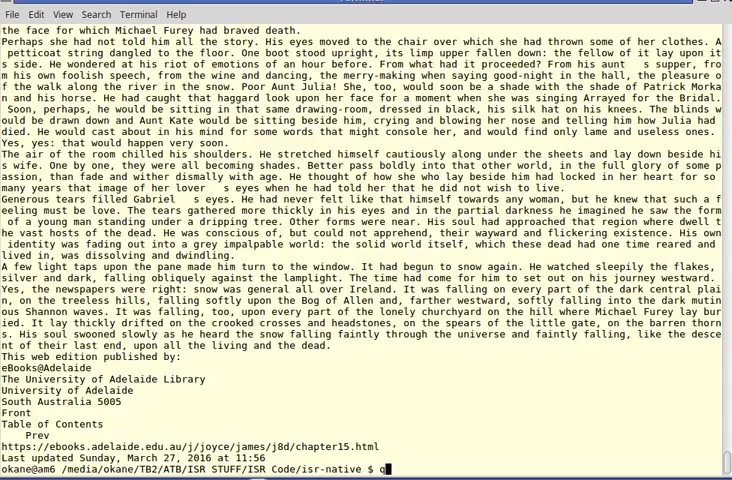 Terminal
File Edit View Search Terminal Help
the face for which Michael Furey had braved death.
Perhaps she had not told him all the story. His eyes moved to the chair over which she had thrown some of her clothes. A
petticoat string dangled to the floor. One boot stood upright, its limp upper fallen down: the fellow of it lay upon it
s side. He wondered at his riot of emotions of an hour before. From what had it proceeded? From his aunt s supper, fro
m his own foolish speech, from the wine and dancing, the merry-making when saying good-night in the hall, the pleasure o
f the walk along the river in the snow. Poor Aunt Julia! She, too, would soon be a shade with the shade of Patrick Morka
n and his horse. He had caught that haggard look upon her face for a moment when she was singing Arrayed for the Bridal.
Soon, perhaps, he would be sitting in that same drawing-room, dressed in black, his silk hat on his knees. The blinds w
ould be drawn down and Aunt Kate would be sitting beside him, crying and blowing her nose and telling him how Julia had
died. He would cast about in his mind for some words that might console her, and would find only lame and useless ones.
Yes, yes: that would happen very soon.
The air of the room chilled his shoulders. He stretched himself cautiously along under the sheets and lay down beside hi
s wife. One by one, they were all becoming shades. Better pass boldly into that other world, in the full glory of some p
assion, than fade and wither dismally with age. He thought of how she who lay beside him had locked in her heart for so
many years that image of her lover s eyes when he had told her that he did not wish to live.
Generous tears filled Gabriel s eyes. He had never felt like that himself towards any woman, but he knew that such a f
eeling must be love. The tears gathered more thickly in his eyes and in the partial darkness he imagined he saw the form
of a young man standing under a dripping tree. Other forms were near. His soul had approached that region where dwell t
he vast hosts of the dead. He was conscious of, but could not apprehend, their wayward and flickering existence. His own
identity was fading out into a grey impalpable world: the solid world itself, which these dead had one time reared and
lived in, was dissolving and dwindling.
A few light taps upon the pane made him turn to the window. It had begun to snow again. He watched sleepily the flakes,
silver and dark, falling obliquely against the lamplight. The time had come for him to set out on his journey westward.
Yes, the newspapers were right: snow was general all over Ireland. It was falling on every part of the dark central plai
n, on the treeless hills, falling softly upon the Bog of Allen and, farther westward, softly falling into the dark mutin
ous Shannon waves. It was falling, too, upon every part of the lonely churchyard on the hill where Michael Furey lay bur
ied. It lay thickly drifted on the crooked crosses and headstones, on the spears of the little gate, on the barren thorn
s. His soul swooned slowly as he heard the snow falling faintly through the universe and faintly falling, like the desce
nt of their last end, upon all the living and the dead.
This web edition published by:
eBooks@Adelaide
The University of Adelaide Library
University of Adelaide
South Australia 5005
Front
Table of Contents
Prev
https://ebooks.adelaide.edu.au/j/joyce/james/j8d/chapter15.html
Last updated Sunday, March 27, 2016 at 11:56
okane@am6 /media/okane/TB2/ATB/ISR STUFF/ISR Code/isr-native $ q